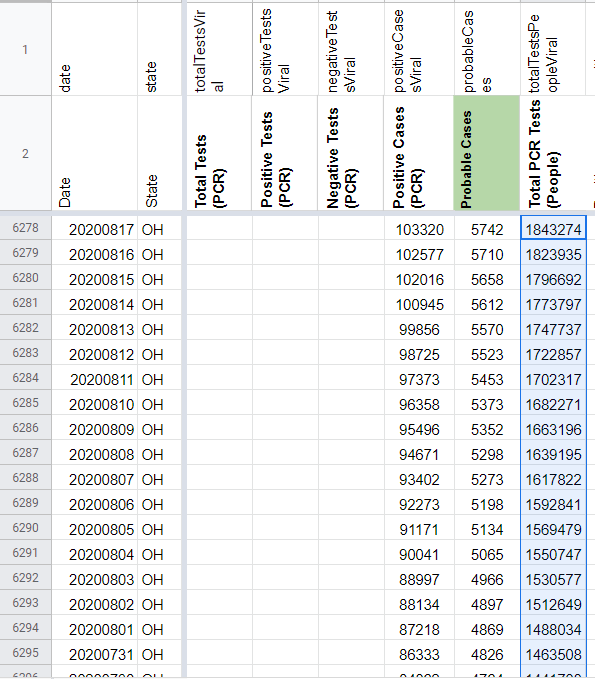 1 date state totalTestsViral positiveTestsViral negativeTestsViral positiveCasesViral probableCases totalTestsPeopleViral
2 Date State Total Tests (PCR) Positive Tests (PCR) Negative Tests (PCR) Positive Cases (PCR) Probable Cases Total PCR Tests (People)
6278 20200817 OH 103320 5742 1843274
6279 20200816 OH 102577 5710 1823935
6280 20200815 OH 102016 5658 1796692
6281 20200814 OH 100945 5612 1773797
6282 20200813 OH 99856 5570 1747737
6283 20200812 OH 98725 5523 1722857
6284 20200811 OH 97373 5453 1702317
6285 20200810 OH 96358 5373 1682271
6286 20200809 OH 95496 5352 1663196
6287 20200808 OH 94671 5298 1639195
6288 20200807 OH 93402 5273 1617822
6289 20200806 OH 92273 5198 1592841
6290 20200805 OH 91171 5134 1569479
6291 20200804 OH 90041 5065 1550747
6292 20200803 OH 88997 4966 1530577
6293 20200802 OH 88134 4897 1512649
6294 20200801 OH 87218 4869 1488034
6295 20200731 OH 86333 4826 1463508